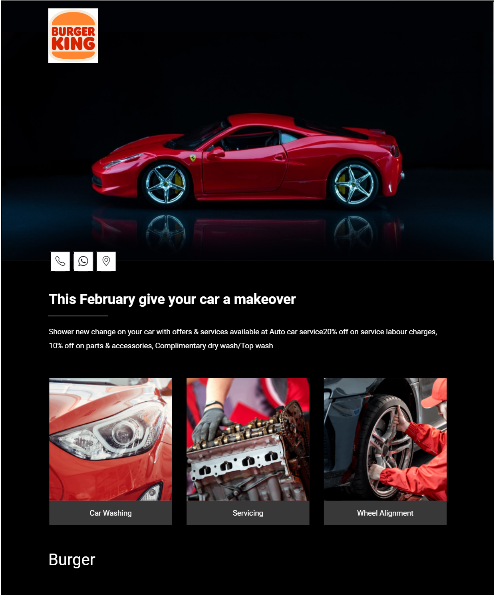 BURGER
KING
This February give your car a makeover
Shower new change on your car with offers & services available at Auto car service20% off on service labour charges,
10% off on parts & accessories, Complimentary dry wash/Top wash
Car Washing
Servicing
Wheel Alignment
Burger